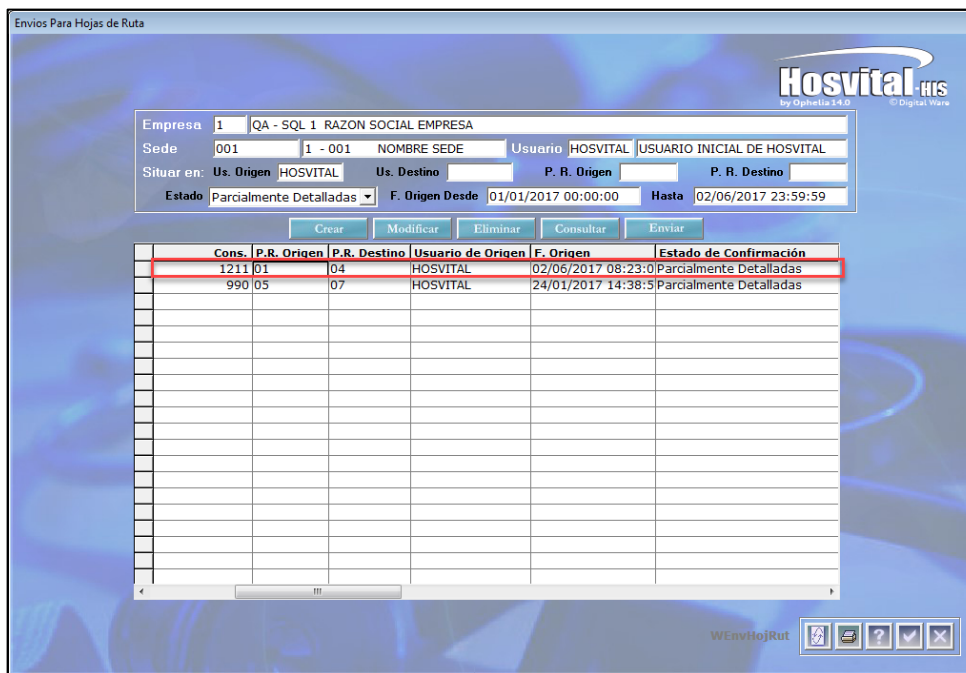 Envios Para Hojas de Ruta
Hosvital-HIS
by Ophelia 14.0 © Digital Ware
Empresa 1 QA - SQL 1 RAZON SOCIAL EMPRESA
Sede 001 1 - 001 NOMBRE SEDE Usuario HOSVITAL USUARIO INICIAL DE HOSVITAL
Situar en: Us. Origen HOSVITAL Us. Destino P. R. Origen P. R. Destino
Estado Parcialmente Detalladas F. Origen Desde 01/01/2017 00:00:00 Hasta 02/06/2017 23:59:59
Crear Modificar Eliminar Consultar Enviar
Cons. P.R. Origen P.R. Destino Usuario de Origen F. Origen Estado de Confirmación
1211 01 04 HOSVITAL 02/06/2017 08:23:0 Parcialmente Detalladas
990 05 07 HOSVITAL 24/01/2017 14:38:5 Parcialmente Detalladas
WEnvHojRut ?